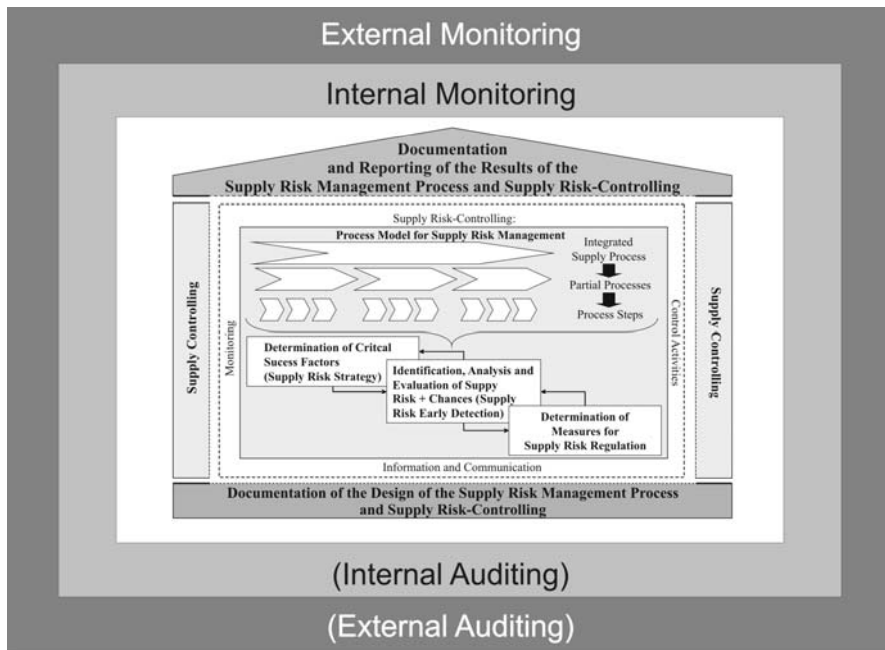 External Monitoring
Internal Monitoring
Documentation
and Reporting of the Results of the
Supply Risk Management Process and Supply Risk-Controlling
Supply Controlling
Supply Risk-Controlling:
Process Model for Supply Risk Management
Integrated
Supply Process
Partial Processes
Process Steps
Monitoring
Control Activities
Supply Controlling
Determination of Critcal
Sucess Factors
(Supply Risk Strategy)
Identification, Analysis and
Evaluation of Suppy
Risk + Chances (Supply
Risk Early Detection)
Determination of
Measures for
Supply Risk Regulation
Information and Communication
Documentation of the Design of the Supply Risk Management Process
and Supply Risk-Controlling
(Internal Auditing)
(External Auditing)